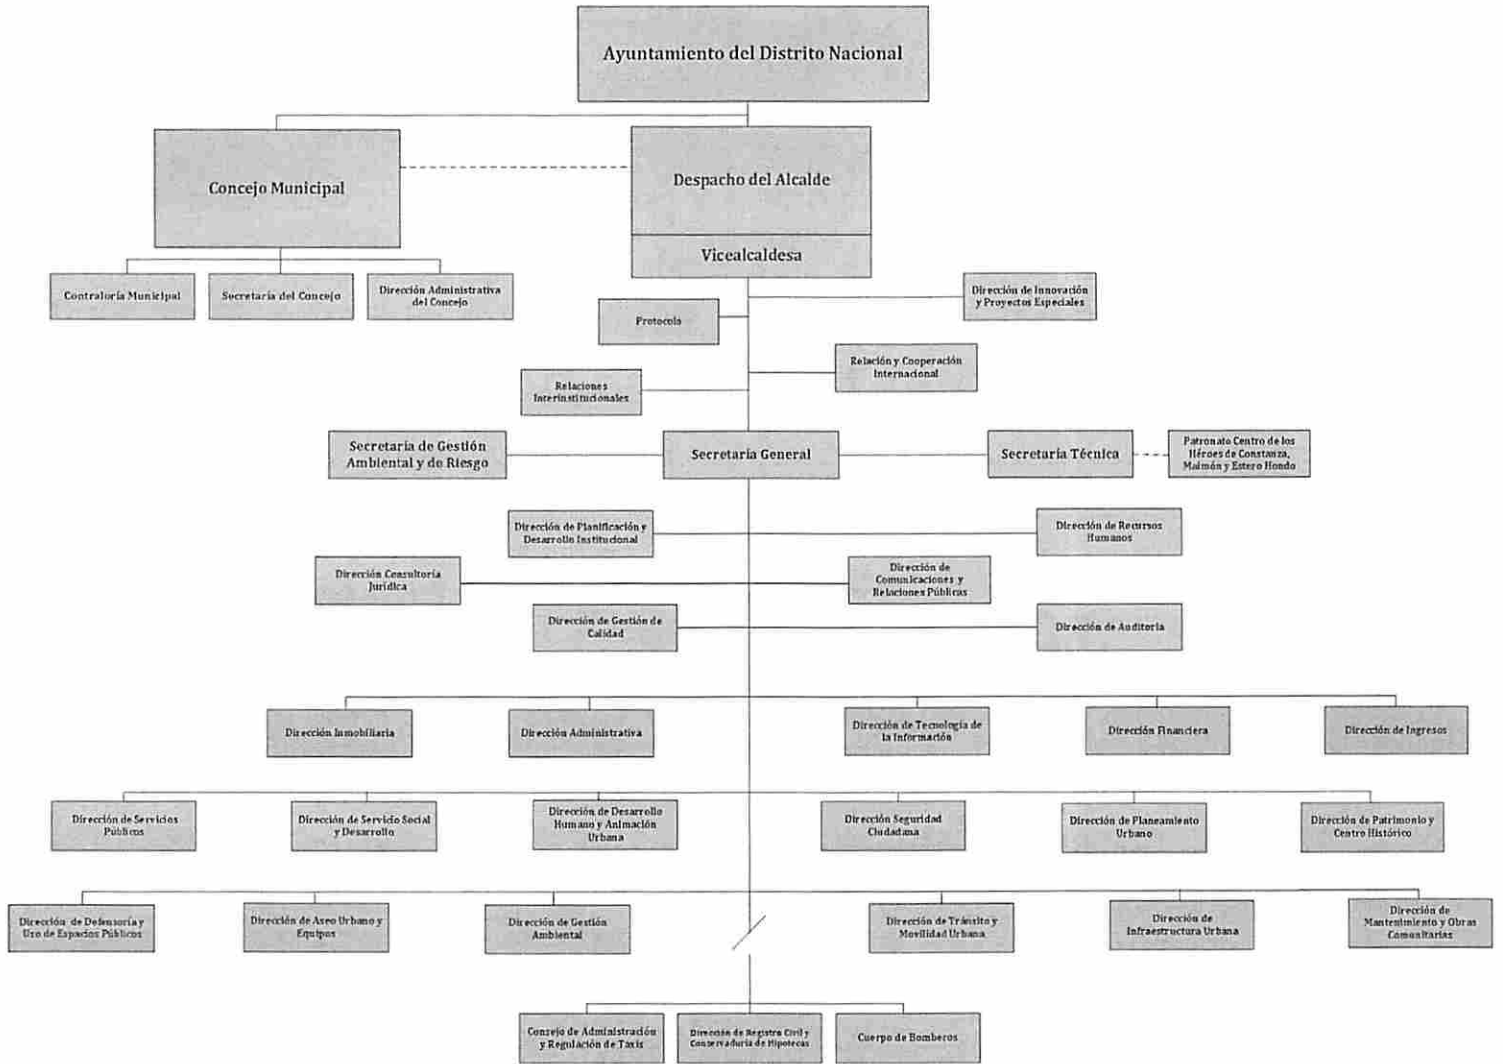 Ayuntamiento del Distrito Nacional
Concejo Municipal
Despacho del Alcalde
Vicealcaldesa
Contraloría Municipal
Secretaría del Concejo
Dirección Administrativa
del Concejo
Dirección de Innovación
y Proyectos Especiales
Protocolo
Relación y Cooperación
Internacional
Relaciones
Interinstitucionales
Secretaría de Gestión
Ambiental y de Riesgo
Secretaría General
Secretaría Técnica
Patronato Centro de los
Héroes de Constanza,
Maimón y Estero Hondo
Dirección de Planificación y
Desarrollo Institucional
Dirección de Recursos
Humanos
Dirección Consultoría
Jurídica
Dirección de
Comunicaciones y
Relaciones Públicas
Dirección de Gestión de
Calidad
Dirección de Auditoría
Dirección Inmobiliaria
Dirección Administrativa
Dirección de Tecnología de
la Información
Dirección Financiera
Dirección de Ingresos
Dirección de Servicios
Públicos
Dirección de Servicio Social
y Desarrollo
Dirección de Desarrollo
Humano y Animación
Urbana
Dirección Seguridad
Ciudadana
Dirección de Planeamiento
Urbano
Dirección de Patrimonio y
Centro Histórico
Dirección de Defensoría y
Uso de Espacios Públicos
Dirección de Aseo Urbano y
Equipos
Dirección de Gestión
Ambiental
Dirección de Tránsito y
Movilidad Urbana
Dirección de
Infraestructura Urbana
Dirección de
Mantenimiento y Obras
Comunitarias
Consejo de Administración
y Regulación de Taxis
Dirección de Registro Civil y
Conservaduría de Hipotecas
Cuerpo de Bomberos